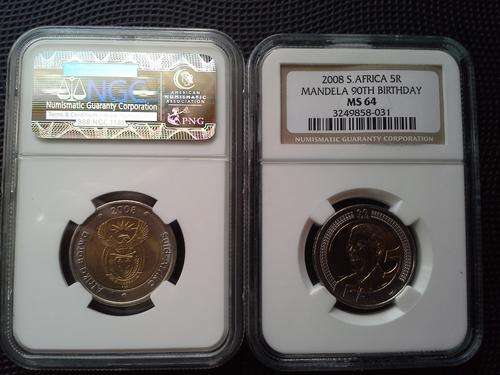 NGC
Numismatic Guaranty Corporation
AMERICAN
NUMISMATIC
ASSOCIATION
PNG
2008
2008 S.AFRICA 5R
MANDELA 90TH BIRTHDAY
MS 64
3249858-031
NUMISMATIC GUARANTY CORPORATION
5